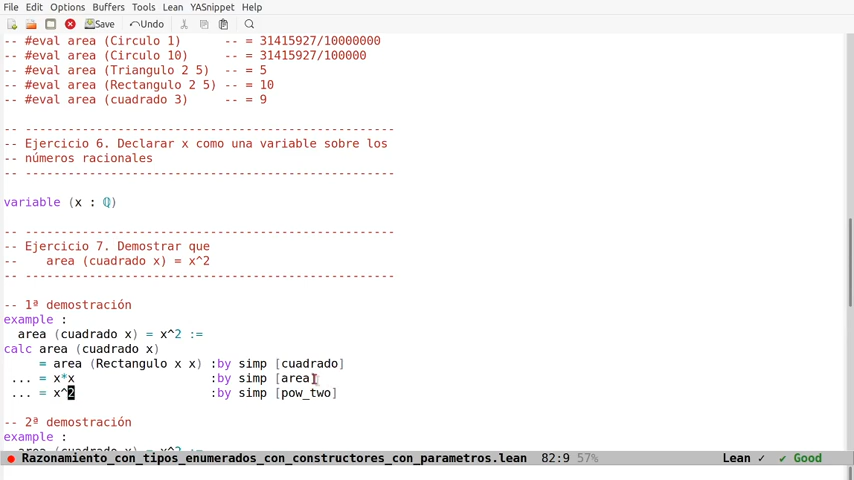 File Edit Options Buffers Tools Lean YASnippet Help
Save Undo
-- #eval area (Circulo 1)      -- = 31415927/10000000
-- #eval area (Circulo 10)     -- = 31415927/100000
-- #eval area (Triangulo 2 5)  -- = 5
-- #eval area (Rectangulo 2 5) -- = 10
-- #eval area (cuadrado 3)     -- = 9
-- ---------------------------------------------------
-- Ejercicio 6. Declarar x como una variable sobre los
-- números racionales
-- ---------------------------------------------------
variable (x : ℚ)
-- ---------------------------------------------------
-- Ejercicio 7. Demostrar que
--    area (cuadrado x) = x^2
-- ---------------------------------------------------
-- 1ª demostración
example :
  area (cuadrado x) = x^2 :=
calc area (cuadrado x)
     = area (Rectangulo x x) :by simp [cuadrado]
 ... = x*x                   :by simp [area]
 ... = x^2                   :by simp [pow_two]
-- 2ª demostración
example :
  area (cuadrado x) = x^2 :=
Razonamiento_con_tipos_enumerados_con_constructores_con_parametros.lean 82:9 57% Lean ✓ ✔ Good